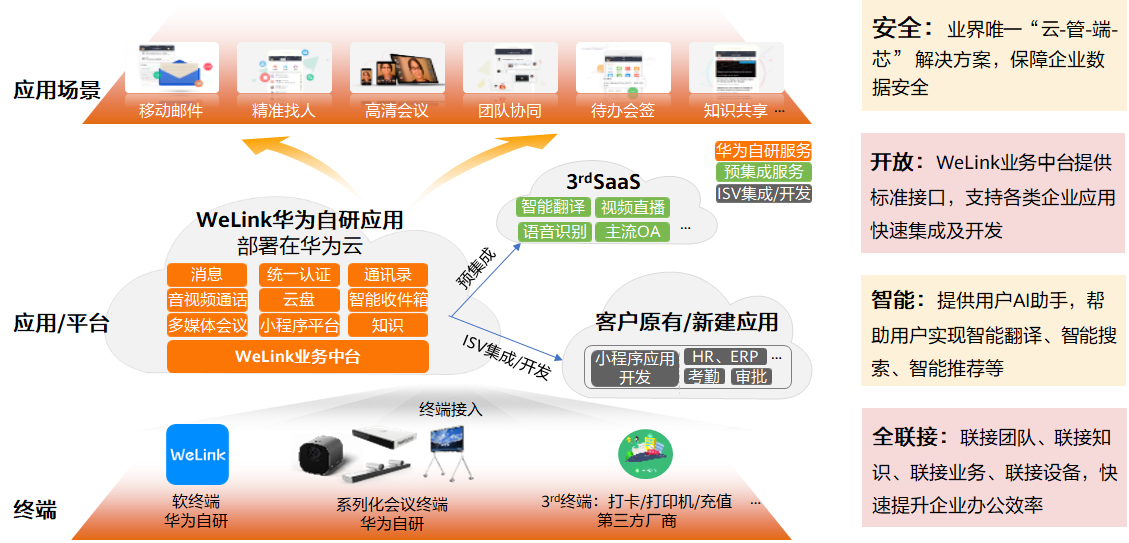 应用场景
移动邮件
精准找人
高清会议
团队协同
待办会签
知识共享
...
华为自研服务
预集成服务
ISV集成/开发
应用/平台
WeLink华为自研应用
部署在华为云
消息
统一认证
通讯录
音视频通话
云盘
智能收件箱
多媒体会议
小程序平台
知识
WeLink业务中台
3rdSaaS
智能翻译
视频直播
语音识别
主流OA
...
预集成
ISV集成/开发
客户原有/新建应用
小程序应用
开发
HR、ERP
...
考勤
审批
终端
终端接入
WeLink
软终端
华为自研
系列化会议终端
华为自研
3rd终端：打卡/打印机/充值
第三方厂商
...
安全：业界唯一“云-管-端-
芯” 解决方案，保障企业数
据安全
开放：WeLink业务中台提供
标准接口，支持各类企业应用
快速集成及开发
智能：提供用户AI助手，帮
助用户实现智能翻译、智能搜
索、智能推荐等
全联接：联接团队、联接知
识、联接业务、联接设备，快
速提升企业办公效率